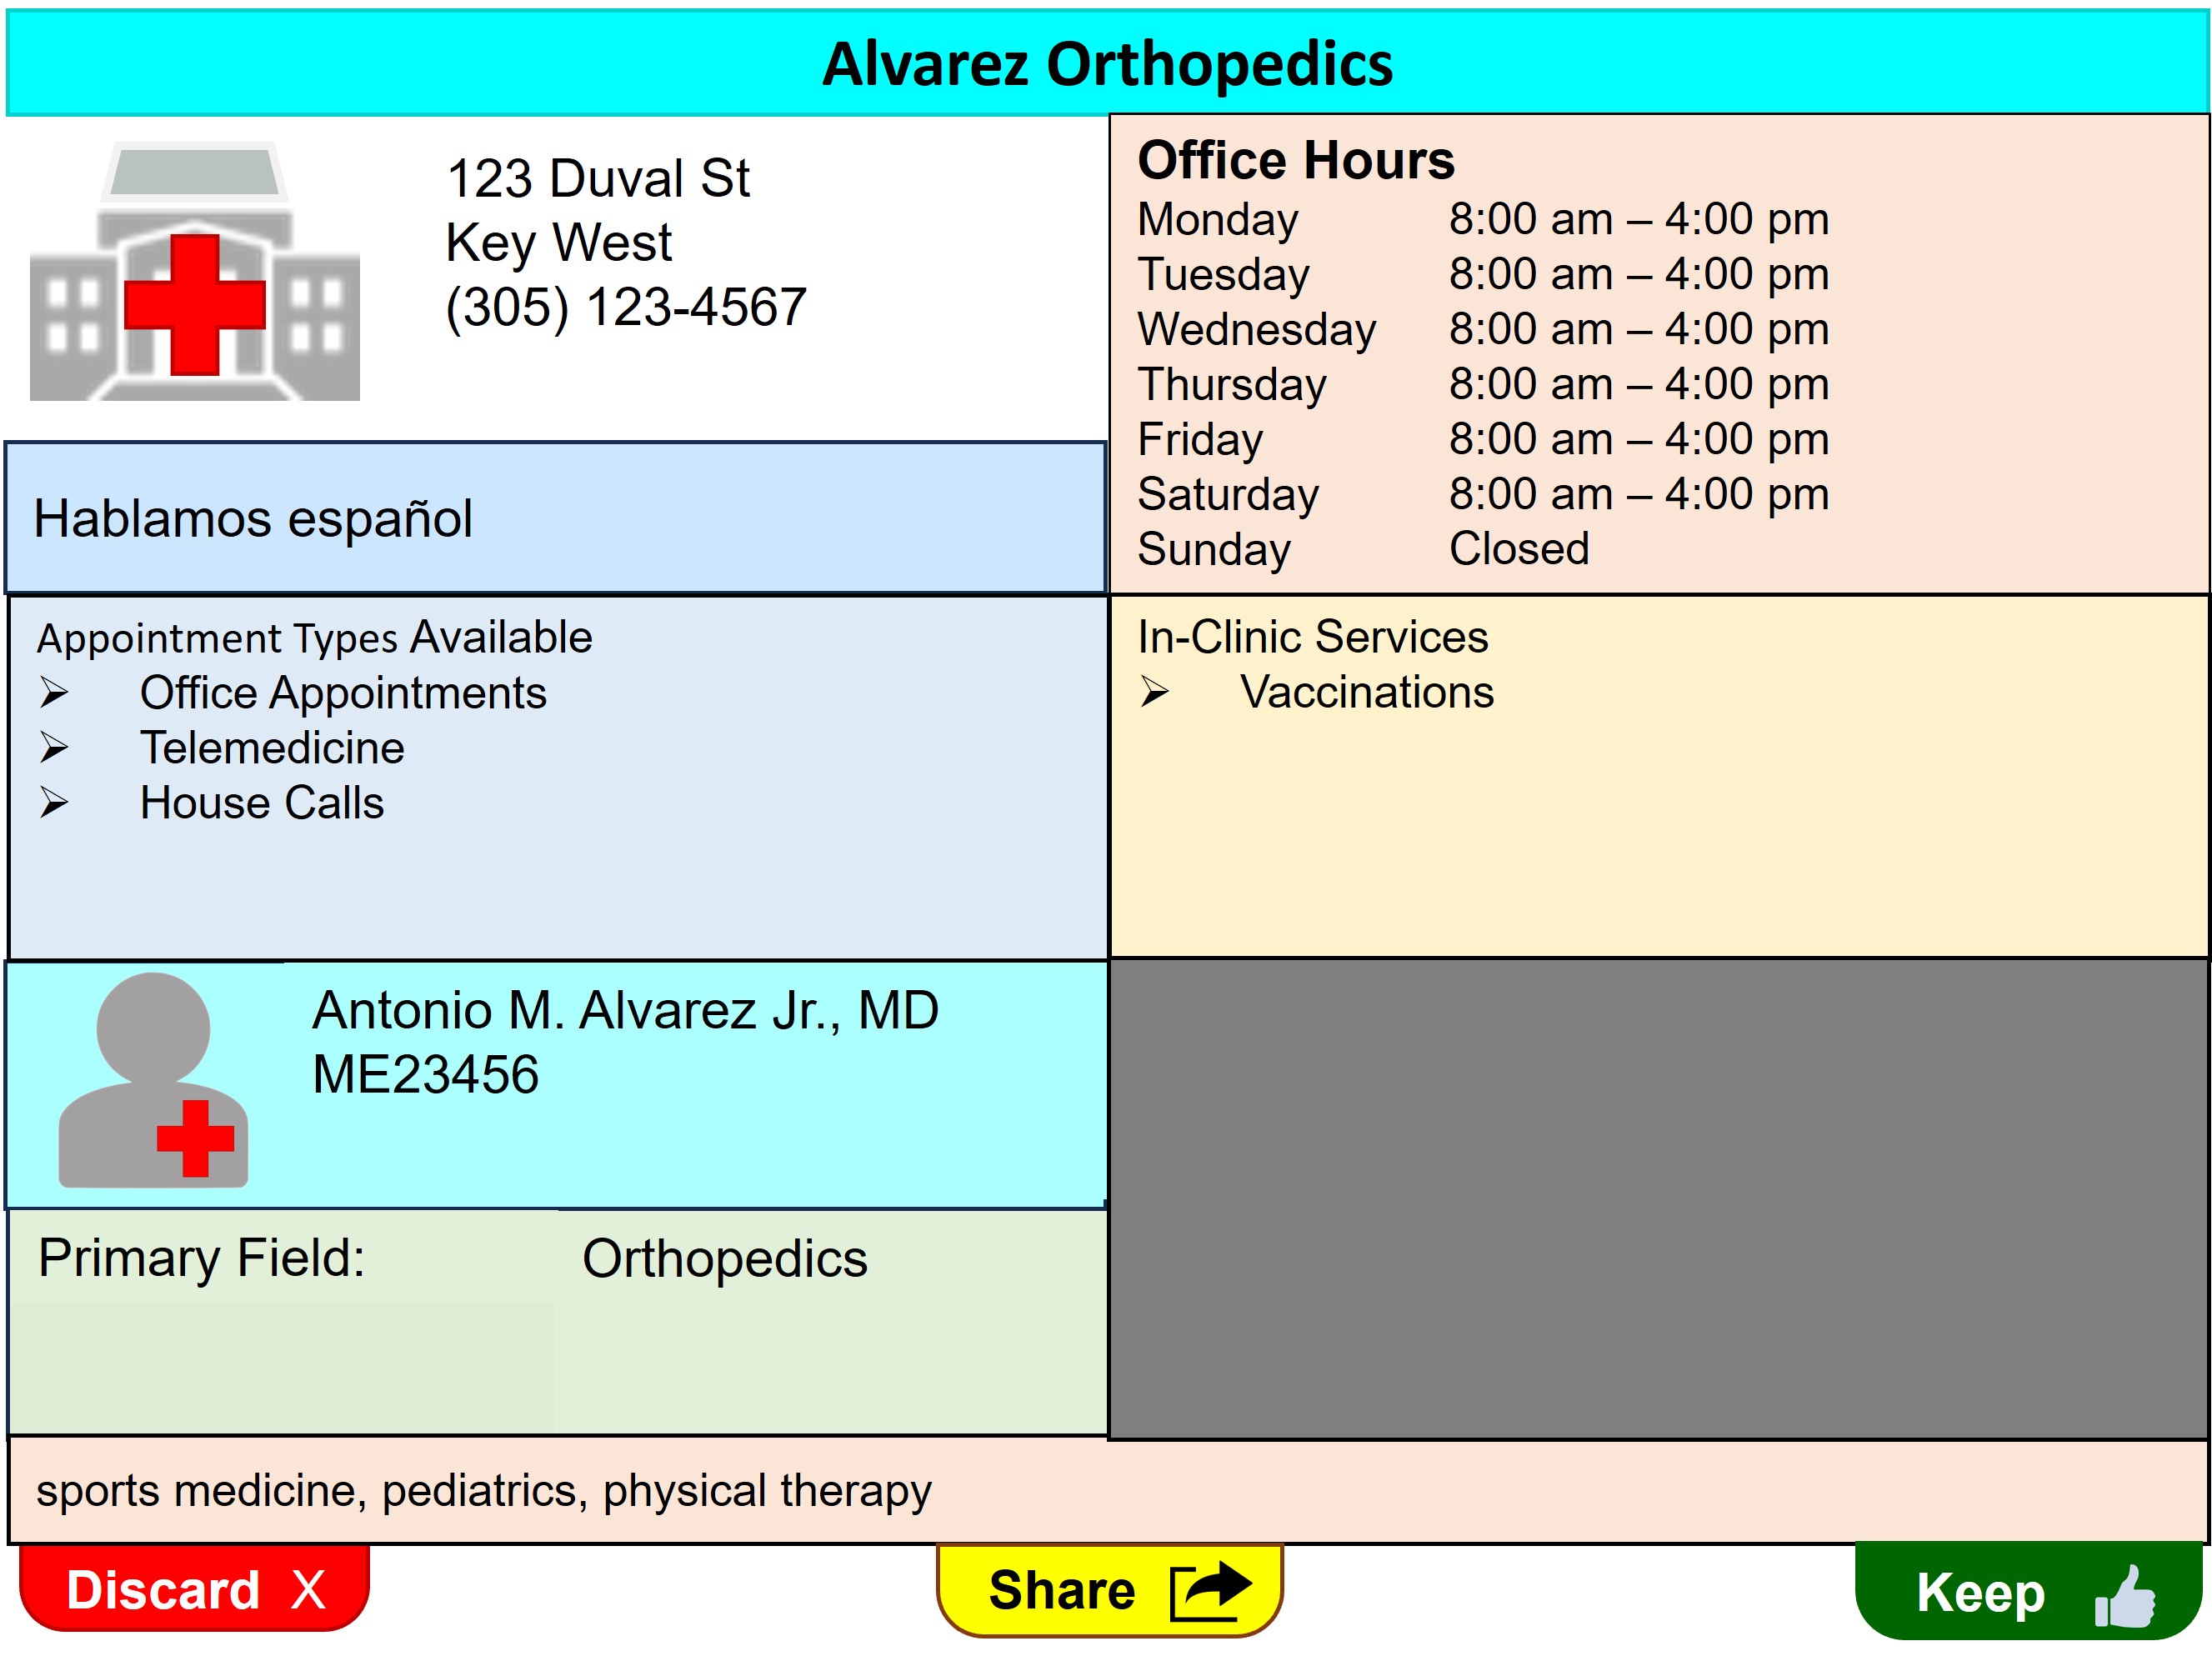 Alvarez Orthopedics
123 Duval St
Key West
(305) 123-4567
Hablamos español
Office Hours
Monday 8:00 am – 4:00 pm
Tuesday 8:00 am – 4:00 pm
Wednesday 8:00 am – 4:00 pm
Thursday 8:00 am – 4:00 pm
Friday 8:00 am – 4:00 pm
Saturday 8:00 am – 4:00 pm
Sunday Closed
Appointment Types Available
➢ Office Appointments
➢ Telemedicine
➢ House Calls
In-Clinic Services
➢ Vaccinations
Antonio M. Alvarez Jr., MD
ME23456
Primary Field: Orthopedics
sports medicine, pediatrics, physical therapy
Discard X
Share
Keep